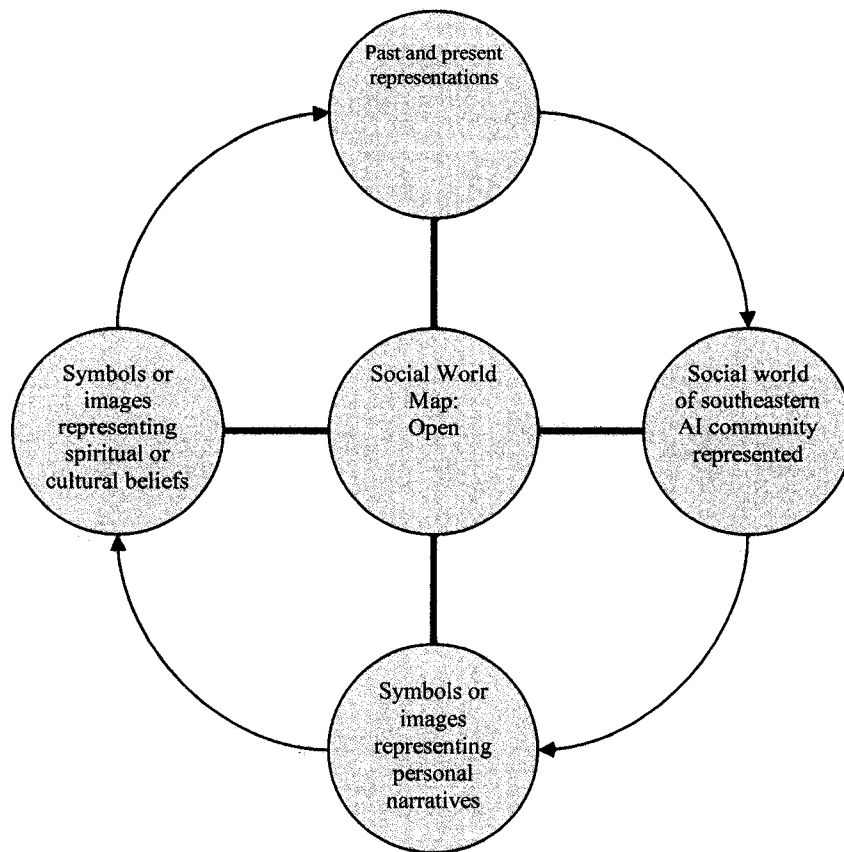 Past and present
representations
Symbols or
images
representing
spiritual or
cultural beliefs
Social World
Map:
Open
Social world
of southeastern
AI community
represented
Symbols or
images
representing
personal
narratives